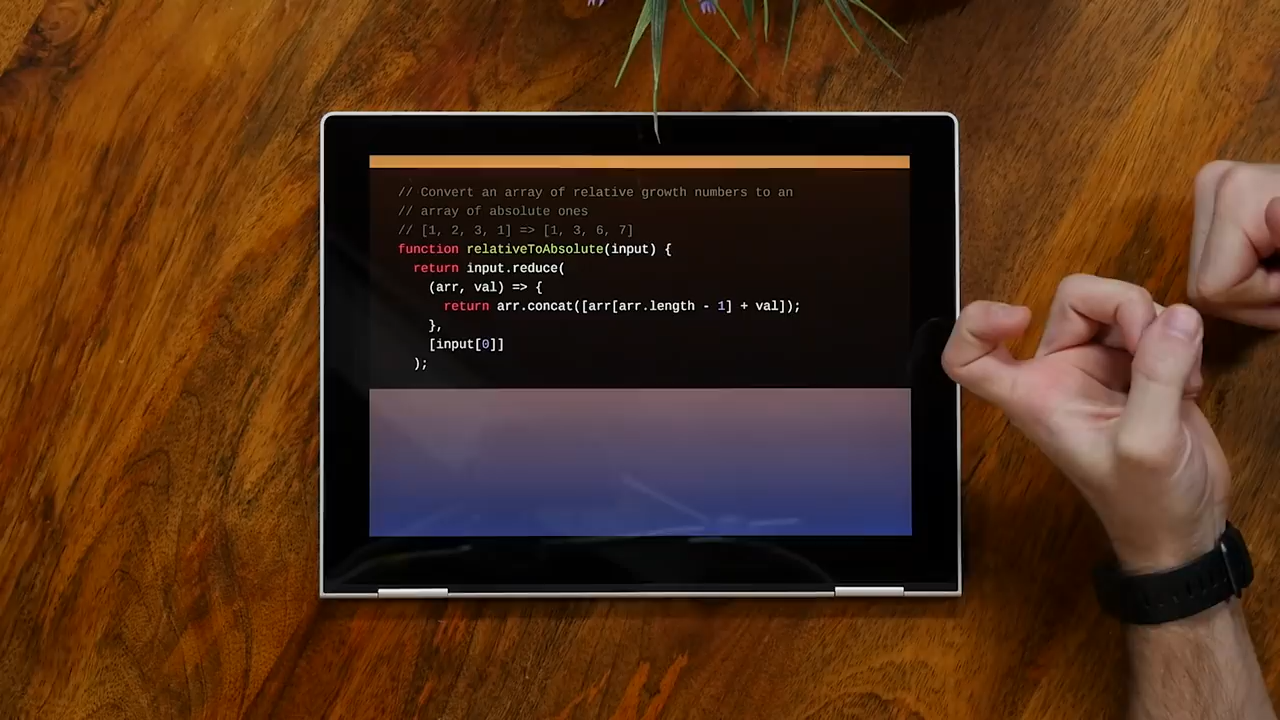 // Convert an array of relative growth numbers to an
// array of absolute ones
// [1, 2, 3, 1] => [1, 3, 6, 7]
function relativeToAbsolute(input) {
  return input.reduce(
    (arr, val) => {
      return arr.concat([arr[arr.length - 1] + val]);
    },
    [input[0]]
  );